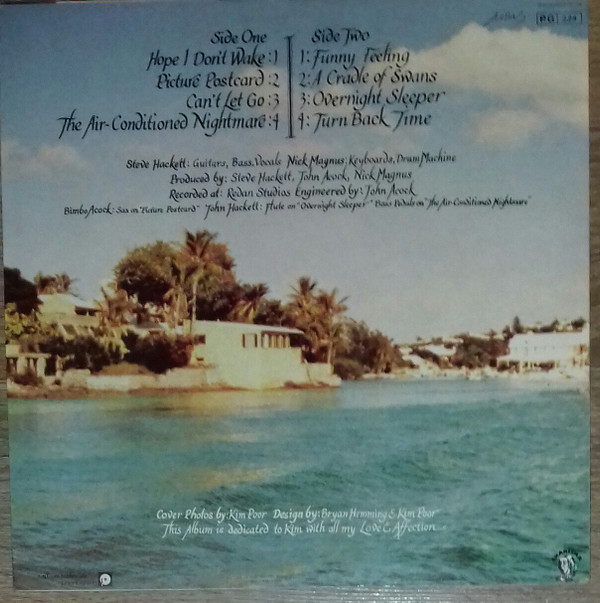 Side One
Hope I Don't Wake:1
Picture Postcard:2
Can't Let Go:3
The Air-Conditioned Nightmare:4
Side Two
1:Funny Feeling
2:A Cradle of Swans
3:Overnight Sleeper
4:Turn Back Time
Steve Hackett: Guitars, Bass, Vocals Nick Magnus: Keyboards, Drum Machine
Produced by: Steve Hackett, John Acock, Nick Magnus
Recorded at: Redan Studios Engineered by: John Acock
Bimbo Acock: Sax on "Picture Postcard" John Hackett: Flute on "Overnight Sleeper" Bass Pedals on "The Air-Conditioned Nightmare"
Cover Photos by: Kim Poor Design by: Bryan Hemming & Kim Poor
This Album is dedicated to Kim with all my Love & Affection...